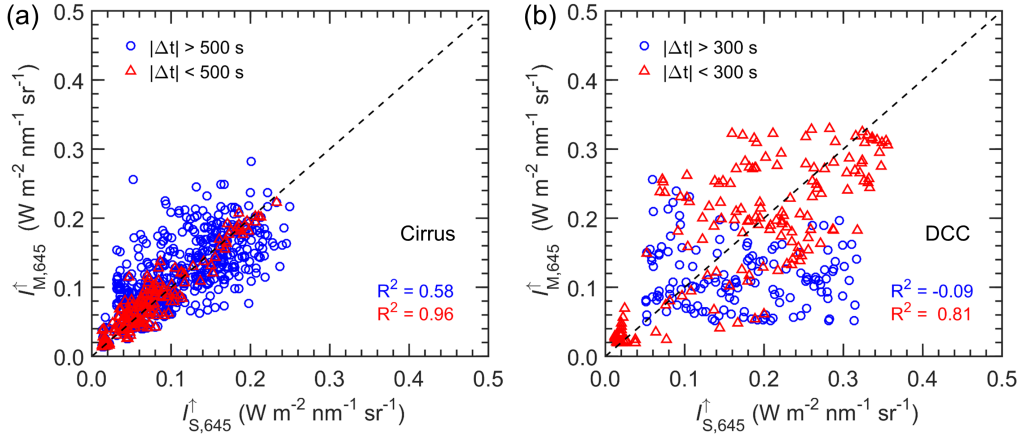 (a)
|Δt| > 500 s
|Δt| < 500 s
Cirrus
R² = 0.58
R² = 0.96
0.5
0.4
0.3
0.2
0.1
0.0
0.0 0.1 0.2 0.3 0.4 0.5
I↑M,645 (W m⁻² nm⁻¹ sr⁻¹)
I↑S,645 (W m⁻² nm⁻¹ sr⁻¹)
(b)
|Δt| > 300 s
|Δt| < 300 s
DCC
R² = -0.09
R² = 0.81
0.5
0.4
0.3
0.2
0.1
0.0
0.0 0.1 0.2 0.3 0.4 0.5
I↑M,645 (W m⁻² nm⁻¹ sr⁻¹)
I↑S,645 (W m⁻² nm⁻¹ sr⁻¹)